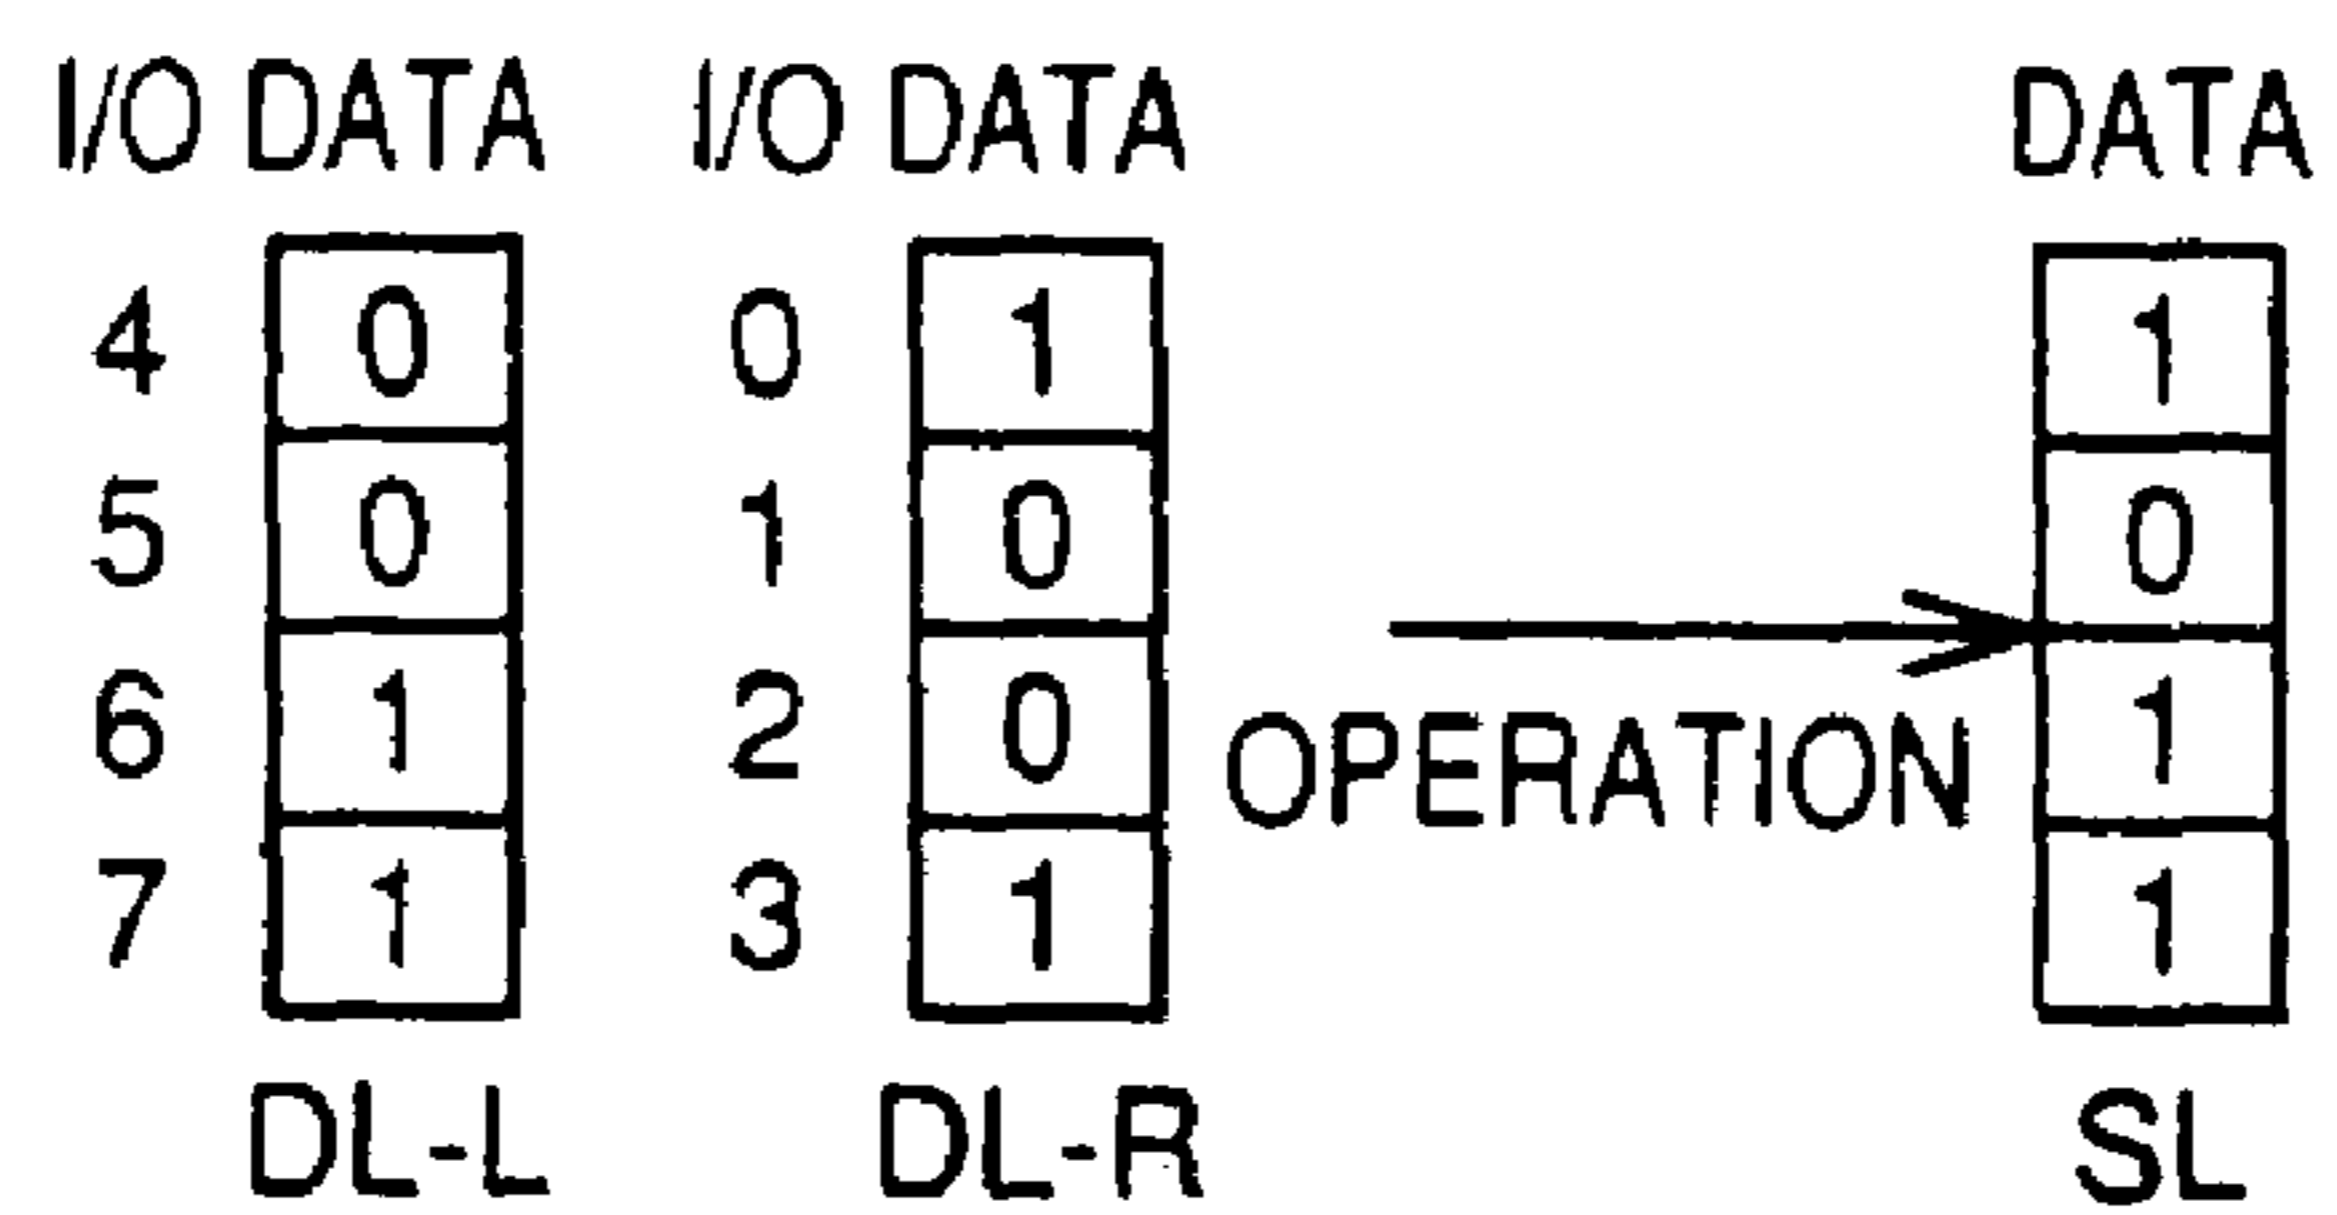 I/O DATA I/O DATA DATA
4 0 0 1 1
5 0 1 0 0
6 1 2 0 1
OPERATION
7 1 3 1 1
DL-L DL-R SL